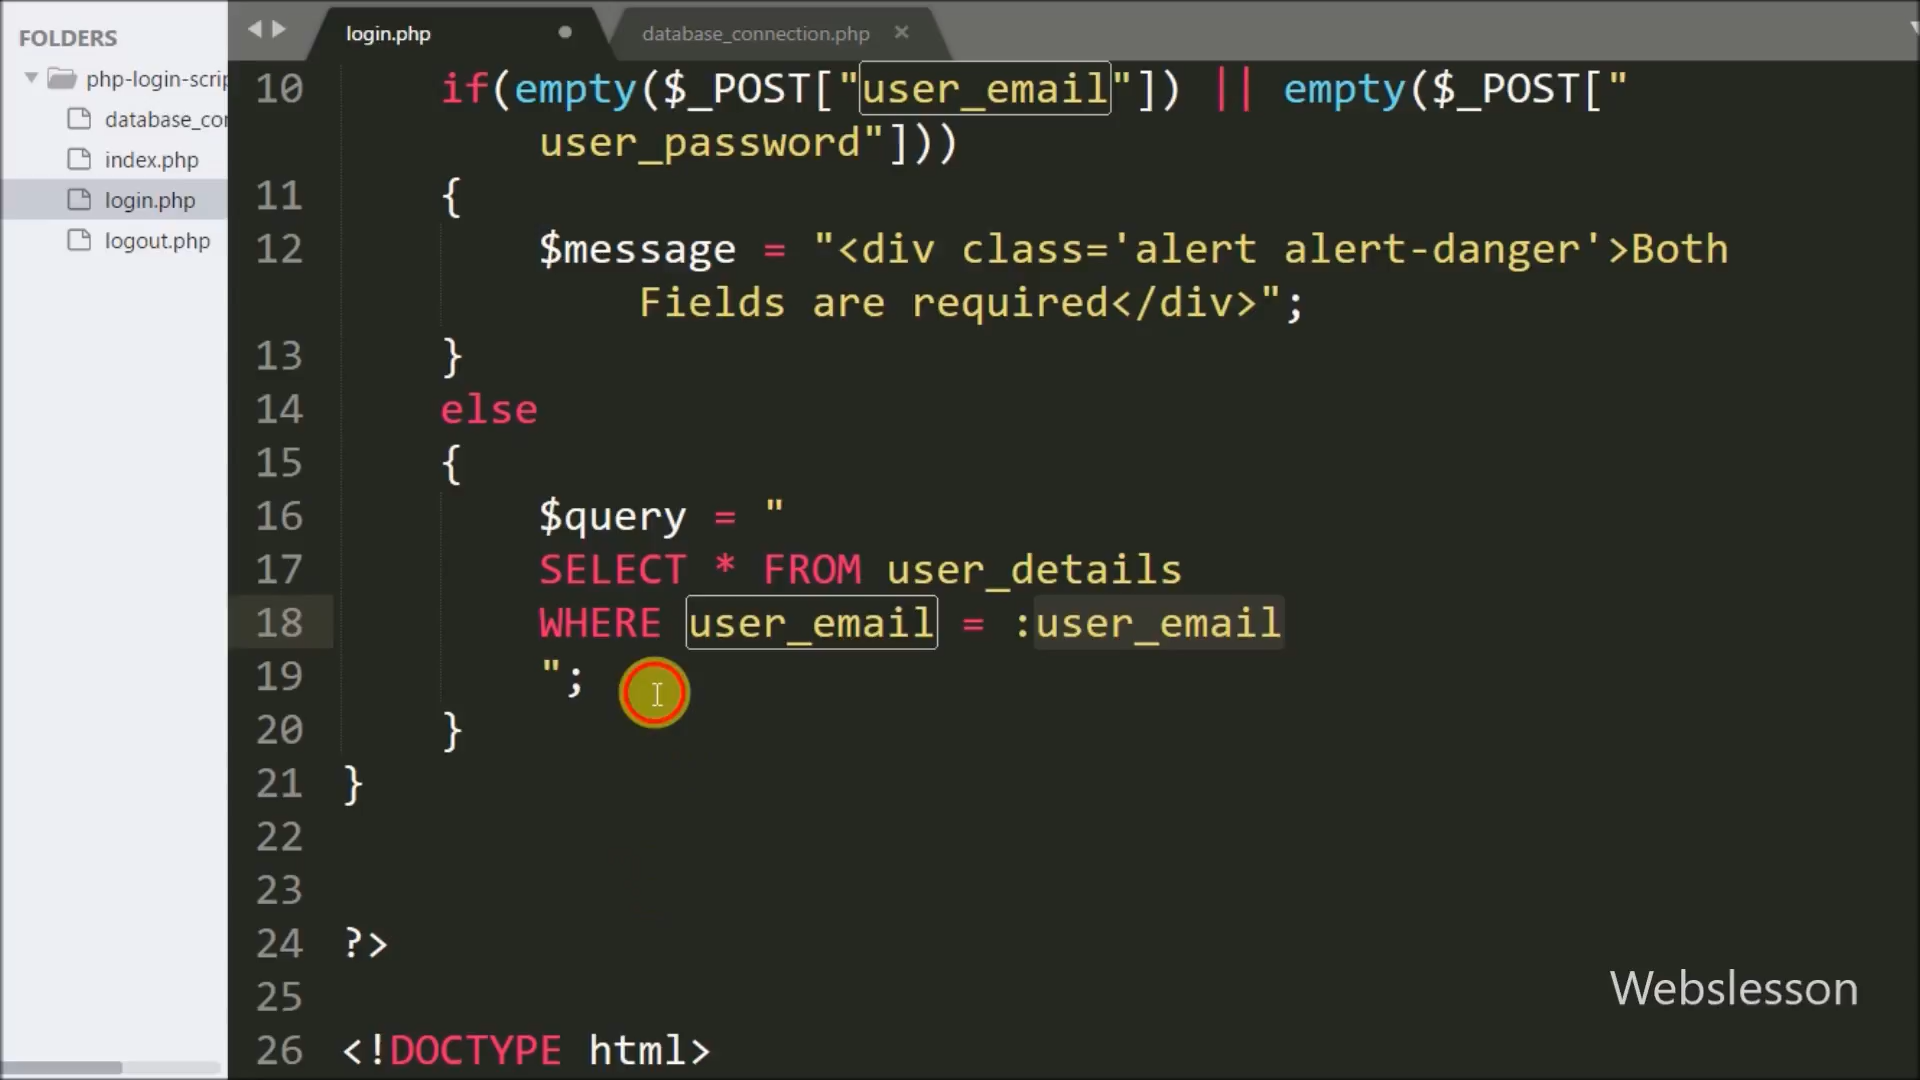 FOLDERS
php-login-scrip
database_con
index.php
login.php
logout.php
login.php
database_connection.php ×
10 if(empty($_POST["user_email"]) || empty($_POST["
user_password"]))
11 {
12 $message = "<div class='alert alert-danger'>Both
Fields are required</div>";
13 }
14 else
15 {
16 $query = "
17 SELECT * FROM user_details
18 WHERE user_email = :user_email
19 ";
20 }
21 }
22
23
24 ?>
25
26 <!DOCTYPE html>
Webslesson